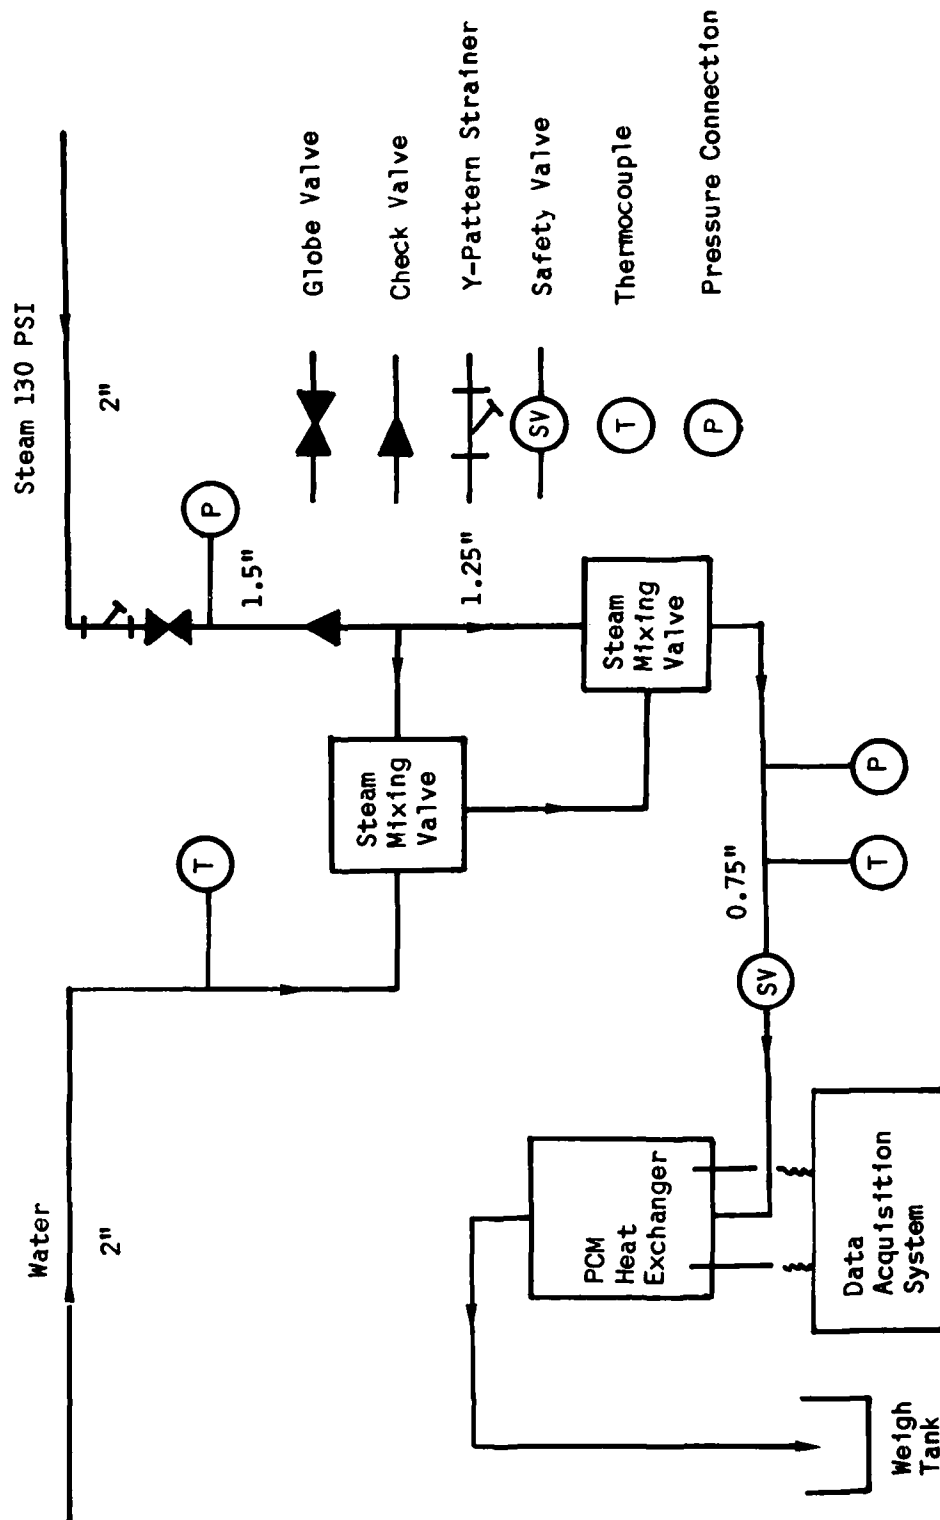 Water
2"
Steam 130 PSI
2"
T
P
1.5"
Steam
Mixing
Valve
1.25"
Steam
Mixing
Valve
PCM
Heat
Exchanger
SV
0.75"
T
P
Data
Acquisition
System
Weigh
Tank
Globe Valve
Check Valve
Y-Pattern Strainer
SV
Safety Valve
T
Thermocouple
P
Pressure Connection